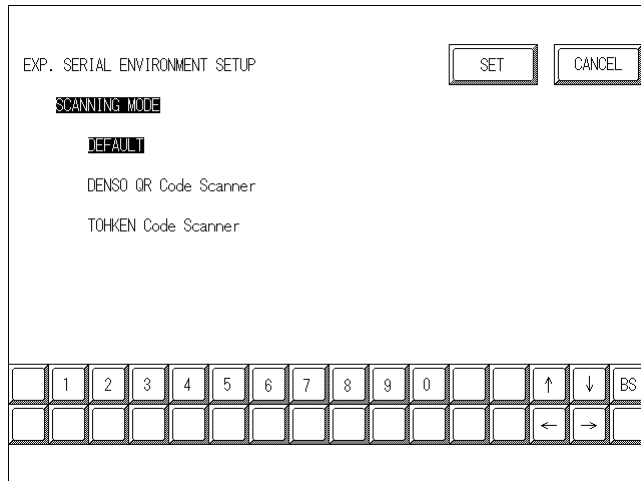 EXP. SERIAL ENVIRONMENT SETUP SET CANCEL
SCANNING MODE
DEFAULT
DENSO QR Code Scanner
TOHKEN Code Scanner
1 2 3 4 5 6 7 8 9 0 ↑ ↓ BS
← →